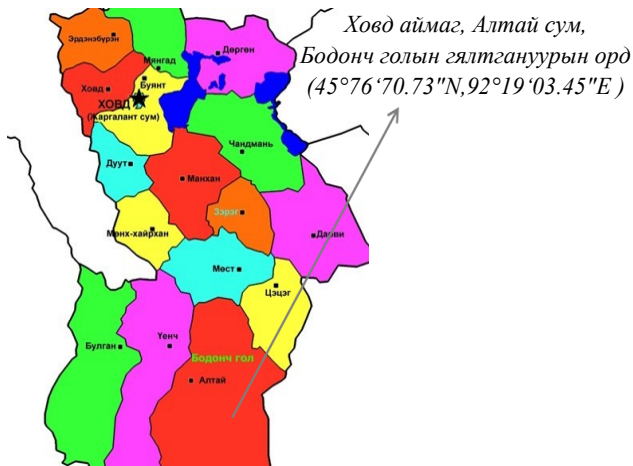 Ховд аймаг, Алтай сум,
Бодонч голын гялтгануурын орд
(45°76‘70.73"N,92°19‘03.45"E )
Эрдэнэбүрэн
Мянгад
Дөргөн
Ховд
Буянт
ХОВД
(Жаргалант сум)
Чандмань
Дуут
Манхан
Зэрэг
Мөнх-хайрхан
Дарви
Мөст
Цэцэг
Булган
Үенч
Бодонч гол
Алтай